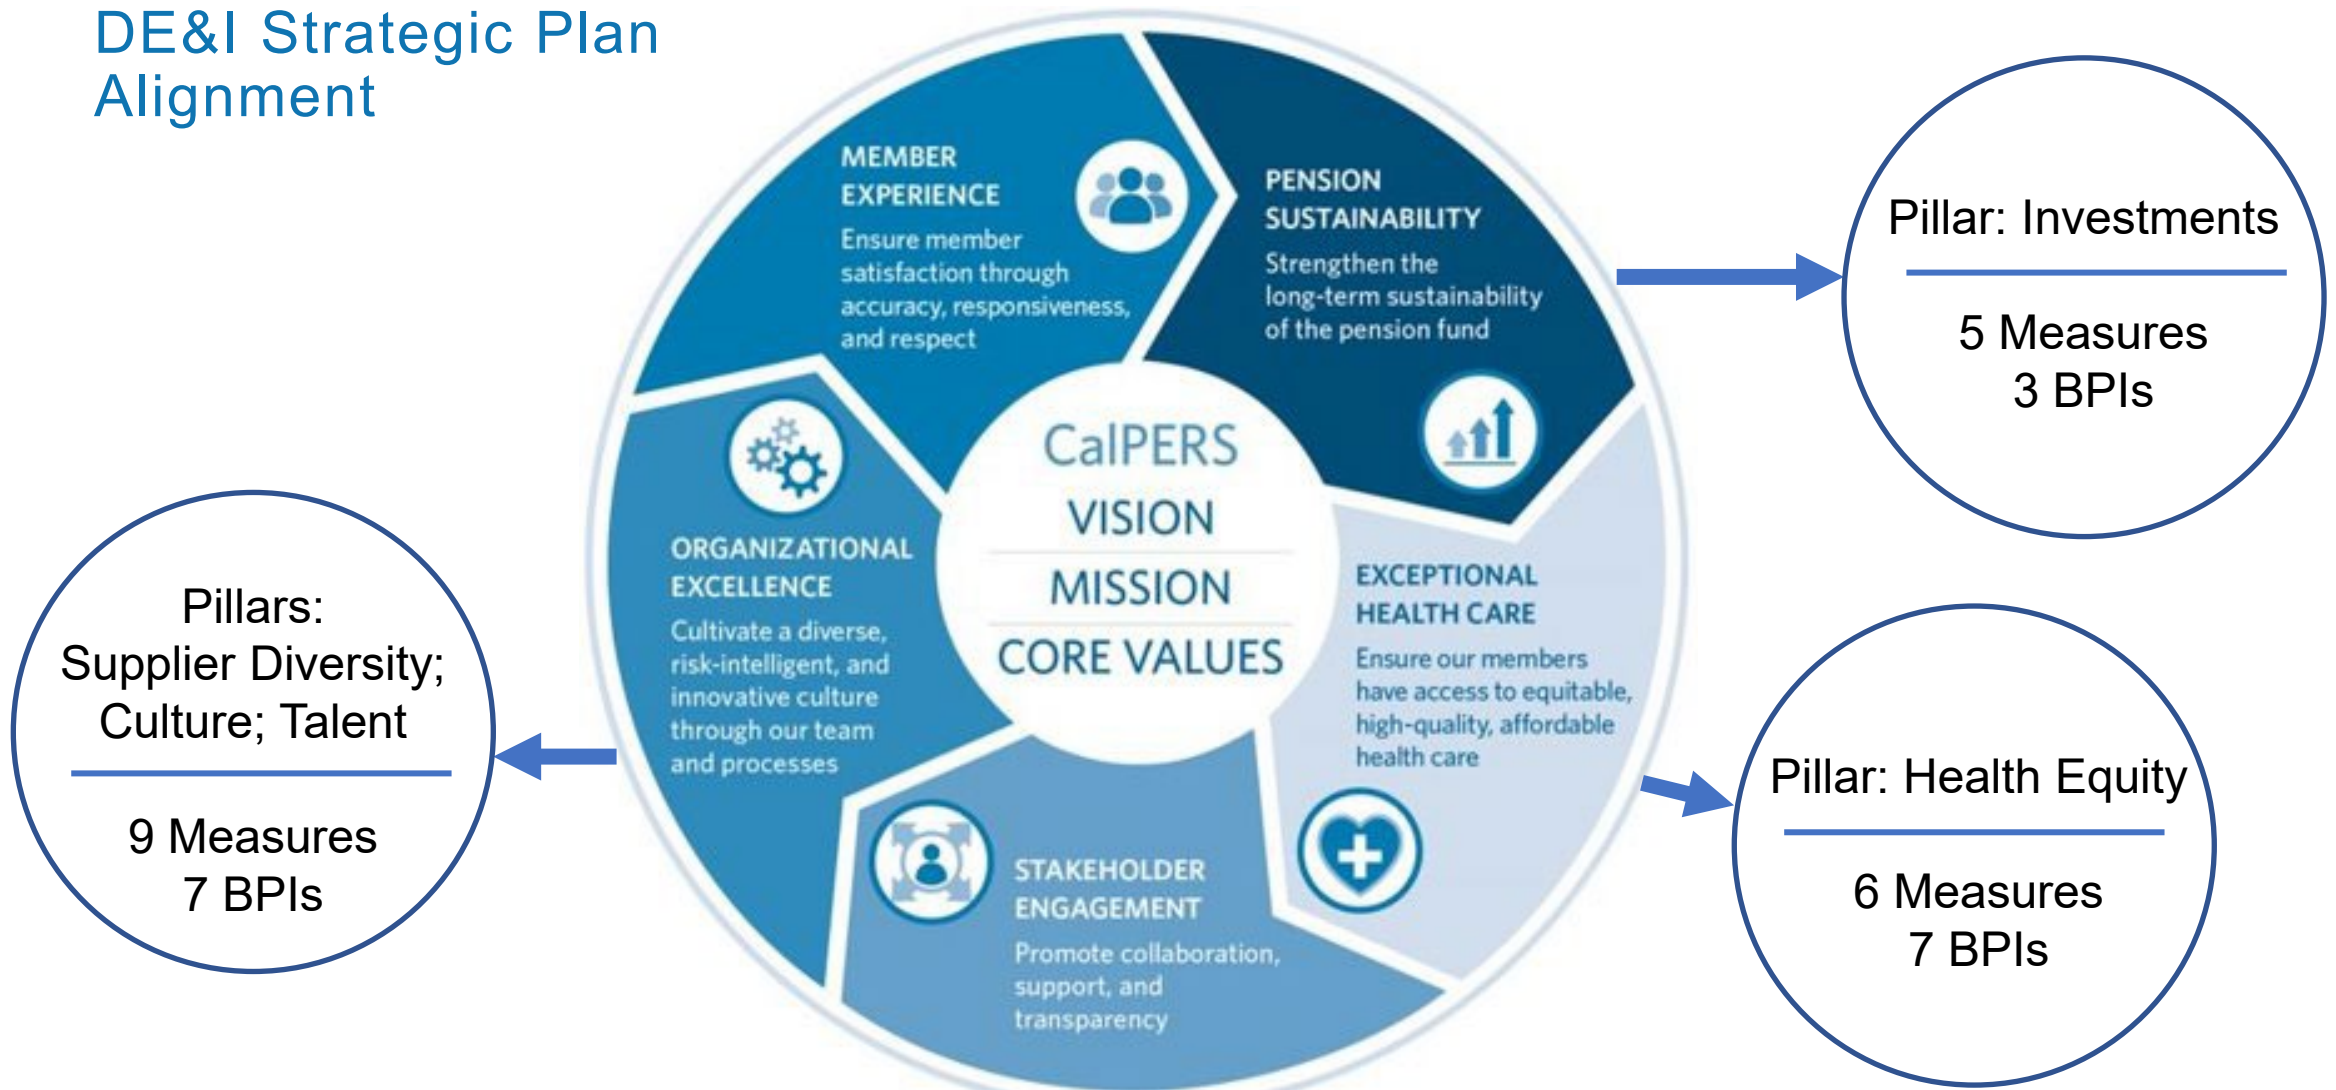 DE&I Strategic Plan
Alignment
MEMBER
EXPERIENCE
Ensure member
satisfaction through
accuracy, responsiveness,
and respect
PENSION
SUSTAINABILITY
Strengthen the
long-term sustainability
of the pension fund
Pillar: Investments
5 Measures
3 BPIs
CalPERS
VISION
MISSION
CORE VALUES
ORGANIZATIONAL
EXCELLENCE
Cultivate a diverse,
risk-intelligent, and
innovative culture
through our team
and processes
EXCEPTIONAL
HEALTH CARE
Ensure our members
have access to equitable,
high-quality, affordable
health care
Pillars:
Supplier Diversity;
Culture; Talent
9 Measures
7 BPIs
Pillar: Health Equity
6 Measures
7 BPIs
STAKEHOLDER
ENGAGEMENT
Promote collaboration,
support, and
transparency